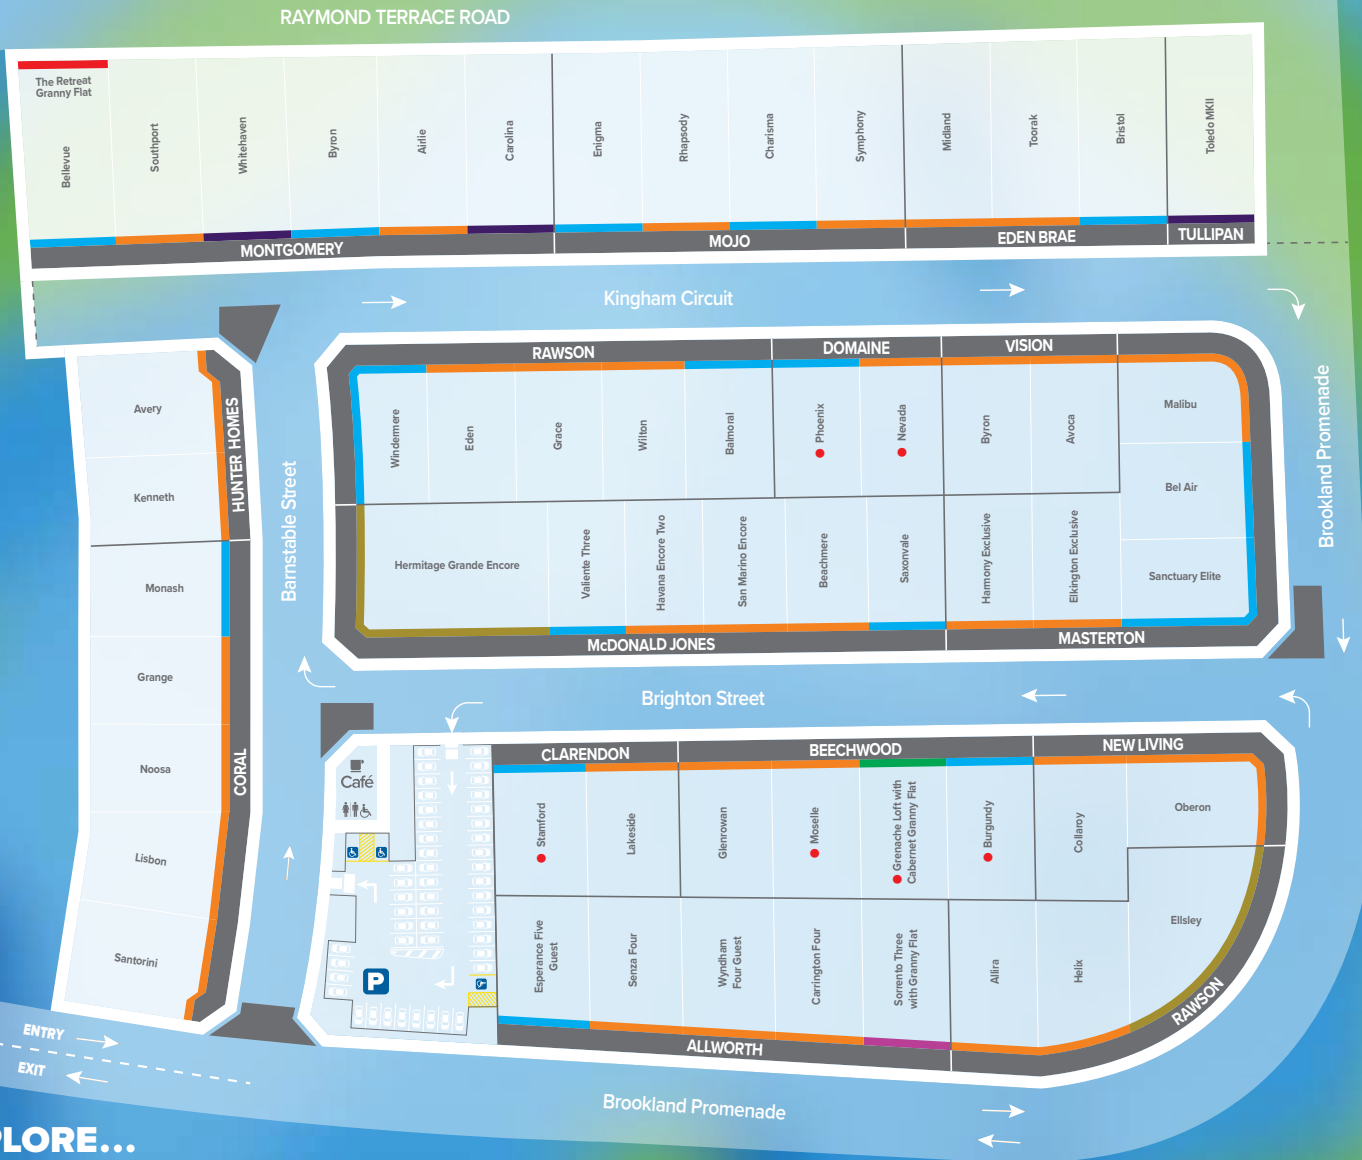 RAYMOND TERRACE ROAD
The Retreat
Granny Flat
Bellevue
Southport
Whitehaven
Byron
Airlie
Carolina
Enigma
Rhapsody
Charisma
Symphony
Midland
Toorak
Bristol
Toledo MKII
MONTGOMERY
MOJO
EDEN BRAE
TULLIPAN
Kingham Circuit
RAWSON
DOMAINE
VISION
Windermere
Eden
Grace
Wilton
Balmoral
Phoenix
Nevada
Byron
Avoca
Malibu
Bel Air
Sanctuary Elite
Hermitage Grande Encore
Valiente Three
Havana Encore Two
San Marino Encore
Beachmere
Saxonvale
Harmony Exclusive
Elkington Exclusive
McDONALD JONES
MASTERTON
Brookland Promenade
Barnstable Street
Avery
Kenneth
HUNTER HOMES
Monash
Grange
Noosa
Lisbon
Santorini
CORAL
Brighton Street
Café
P
CLARENDON
BEECHWOOD
NEW LIVING
Stamford
Lakeside
Glenrowan
Moselle
Grenache Loft with
Cabernet Granny Flat
Burgundy
Collaroy
Oberon
Ellsley
Esperance Five
Guest
Senza Four
Wyndham
Four Guest
Carrington Four
Sorrento Three
with Granny Flat
Allira
Helix
ALLWORTH
RAWSON
ENTRY
EXIT
Brookland Promenade
PLORE...